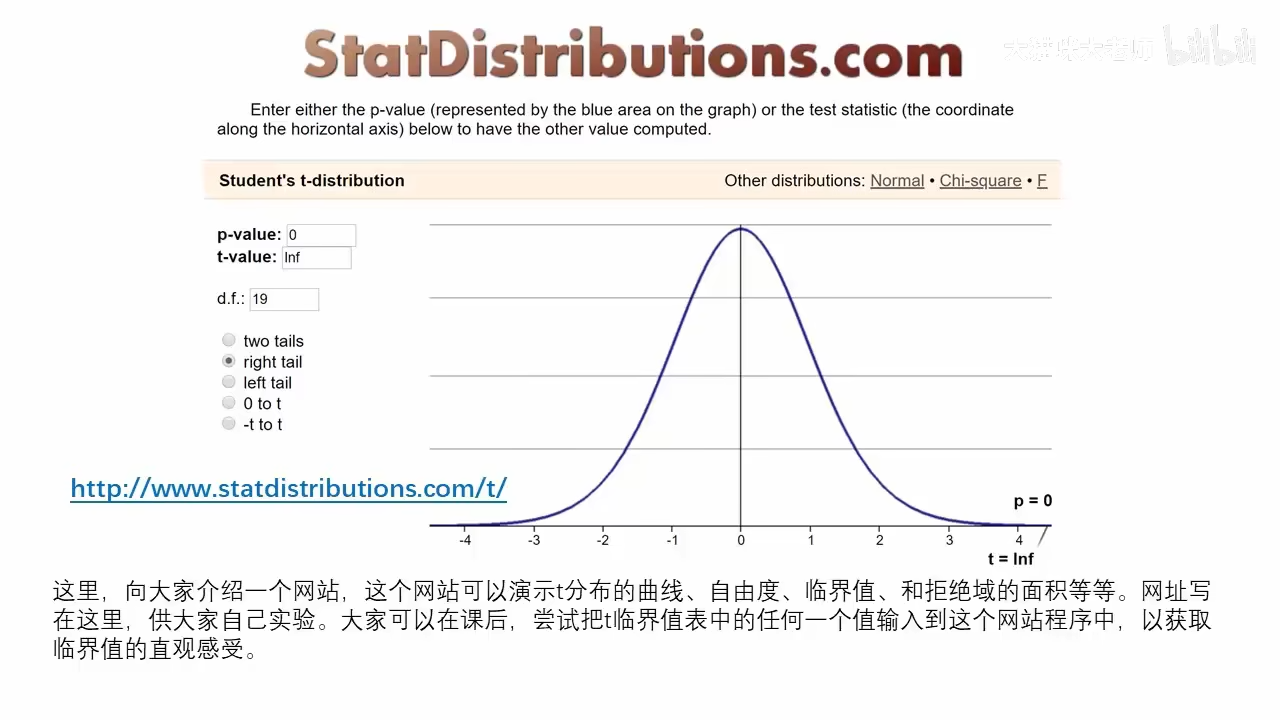 StatDistributions.com
bilibili
Enter either the p-value (represented by the blue area on the graph) or the test statistic (the coordinate
along the horizontal axis) below to have the other value computed.
Student's t-distribution
Other distributions: Normal • Chi-square • F
p-value: 0
t-value: Inf
d.f.: 19
two tails
right tail
left tail
0 to t
-t to t
http://www.statdistributions.com/t/
p = 0
-4 -3 -2 -1 0 1 2 3 4
t = Inf
这里，向大家介绍一个网站，这个网站可以演示t分布的曲线、自由度、临界值、和拒绝域的面积等等。网址写
在这里，供大家自己实验。大家可以在课后，尝试把t临界值表中的任何一个值输入到这个网站程序中，以获取
临界值的直观感受。